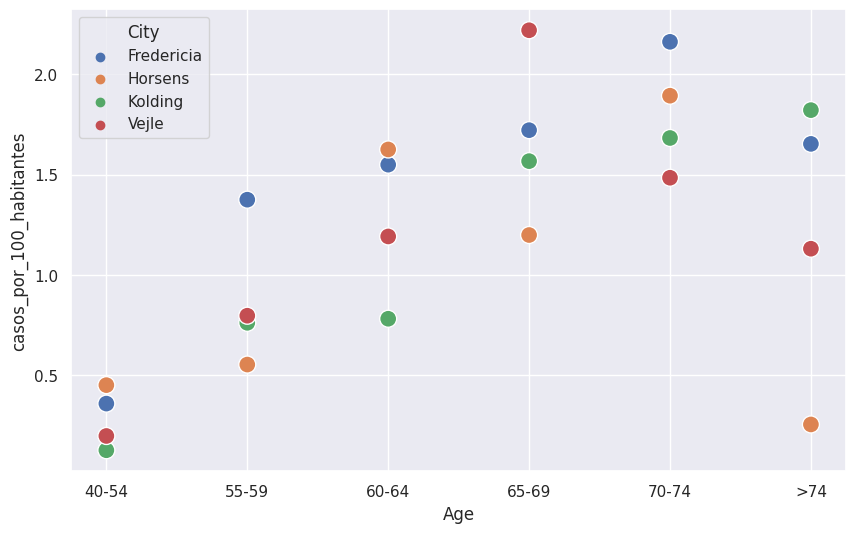 City
Fredericia
Horsens
Kolding
Vejle
2.0
1.5
1.0
0.5
casos_por_100_habitantes
40-54 55-59 60-64 65-69 70-74 >74
Age